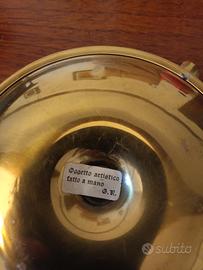 Oggetto artistico
fatto a mano
G.V.
subito